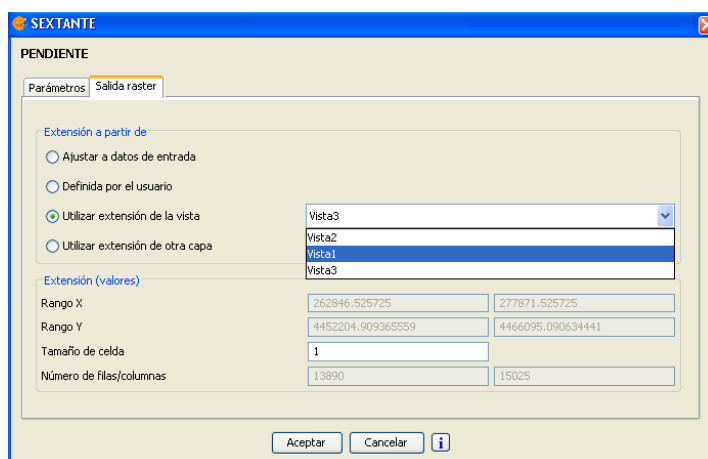 SEXTANTE
PENDIENTE
Parámetros Salida raster
Extensión a partir de
Ajustar a datos de entrada
Definida por el usuario
Utilizar extensión de la vista Vista3
Vista2
Utilizar extensión de otra capa Vista1
Vista3
Extensión (valores)
Rango X 262846.525725 277871.525725
Rango Y 4452204.909365559 4466095.090634441
Tamaño de celda 1
Número de filas/columnas 13890 15025
Aceptar Cancelar i